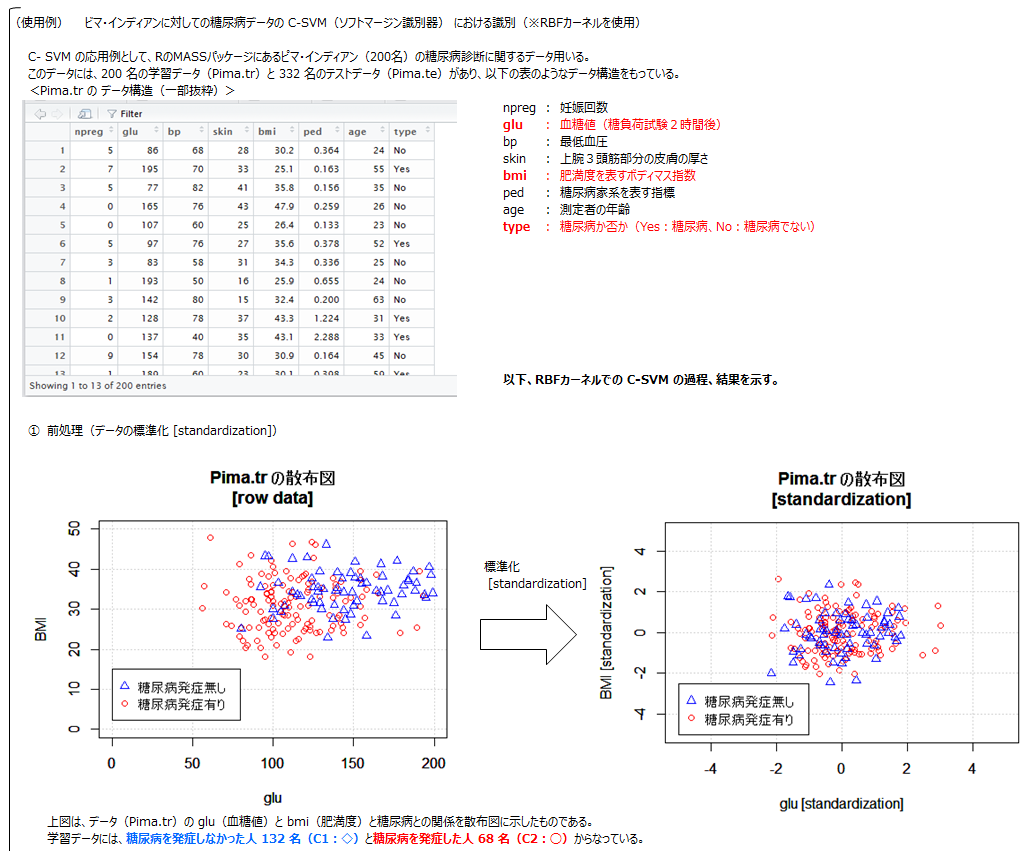 （使用例） ピマ・インディアンに対しての糖尿病データの C-SVM（ソフトマージン識別器） における識別（※RBFカーネルを使用）
C- SVM の応用例として、RのMASSパッケージにあるピマ・インディアン（200名）の糖尿病診断に関するデータ用いる。
このデータには、200 名の学習データ（Pima.tr）と 332 名のテストデータ（Pima.te）があり、以下の表のようなデータ構造をもっている。
＜Pima.tr の データ構造（一部抜粋）＞
Filter
npreg glu bp skin bmi ped age type
1 5 86 68 28 30.2 0.364 24 No
2 7 195 70 33 25.1 0.163 55 Yes
3 5 77 82 41 35.8 0.156 35 No
4 0 165 76 43 47.9 0.259 26 No
5 0 107 60 25 26.4 0.133 23 No
6 5 97 76 27 35.6 0.378 52 Yes
7 3 83 58 31 34.3 0.336 25 No
8 1 193 50 16 25.9 0.655 24 No
9 3 142 80 15 32.4 0.200 63 No
10 2 128 78 37 43.3 1.224 31 Yes
11 0 137 40 35 43.1 2.288 33 Yes
12 9 154 78 30 30.9 0.164 45 No
13 1 189 60 23 30.1 0.398 59 Yes
Showing 1 to 13 of 200 entries
npreg ： 妊娠回数
glu ： 血糖値（糖負荷試験２時間後）
bp ： 最低血圧
skin ： 上腕３頭筋部分の皮膚の厚さ
bmi ： 肥満度を表すボディマス指数
ped ： 糖尿病家系を表す指標
age ： 測定者の年齢
type ： 糖尿病か否か（Yes：糖尿病、No：糖尿病でない）
以下、RBFカーネルでの C-SVM の過程、結果を示す。
① 前処理（データの標準化 [standardization]）
Pima.tr の散布図
[row data]
BMI
50
40
30
20
10
0
糖尿病発症無し
糖尿病発症有り
0 50 100 150 200
glu
標準化
[standardization]
Pima.tr の散布図
[standardization]
BMI [standardization]
4
2
0
-2
-4
糖尿病発症無し
糖尿病発症有り
-4 -2 0 2 4
glu [standardization]
上図は、データ（Pima.tr）の glu（血糖値）と bmi（肥満度）と糖尿病との関係を散布図に示したものである。
学習データには、糖尿病を発症しなかった人 132 名（C1：◇）と糖尿病を発症した人 68 名（C2：○）からなっている。